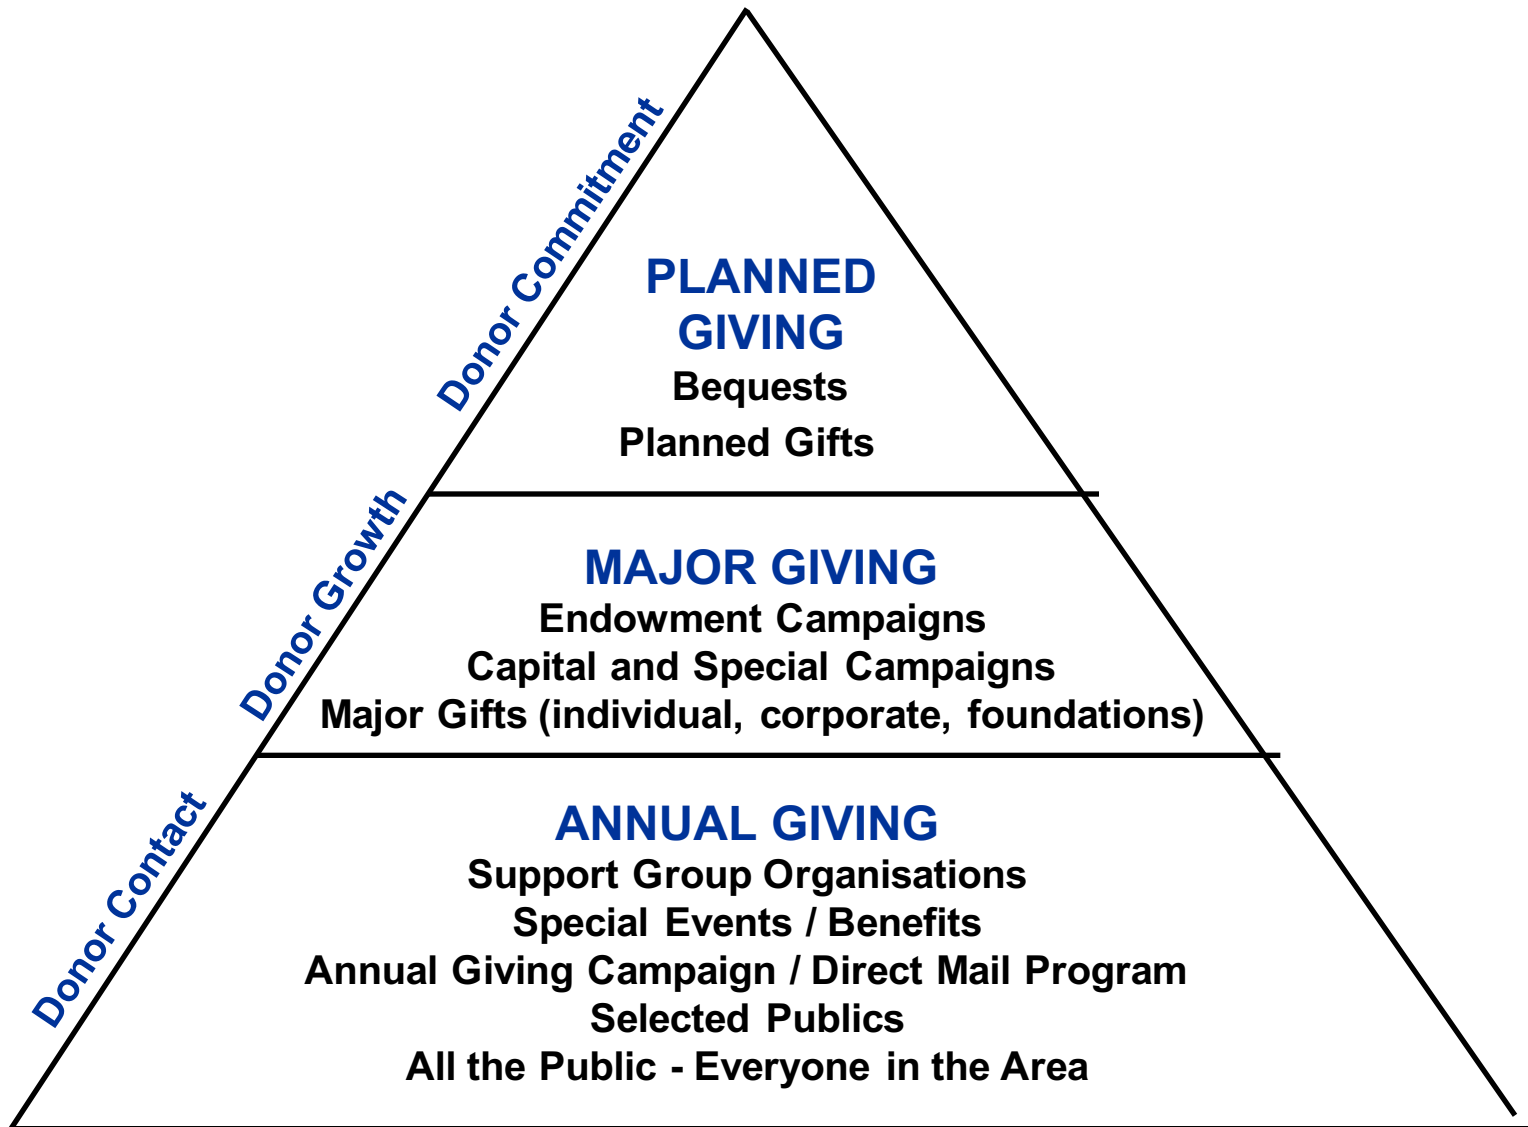 Donor Commitment
PLANNED
GIVING
Bequests
Planned Gifts
Donor Growth
MAJOR GIVING
Endowment Campaigns
Capital and Special Campaigns
Major Gifts (individual, corporate, foundations)
Donor Contact
ANNUAL GIVING
Support Group Organisations
Special Events / Benefits
Annual Giving Campaign / Direct Mail Program
Selected Publics
All the Public - Everyone in the Area